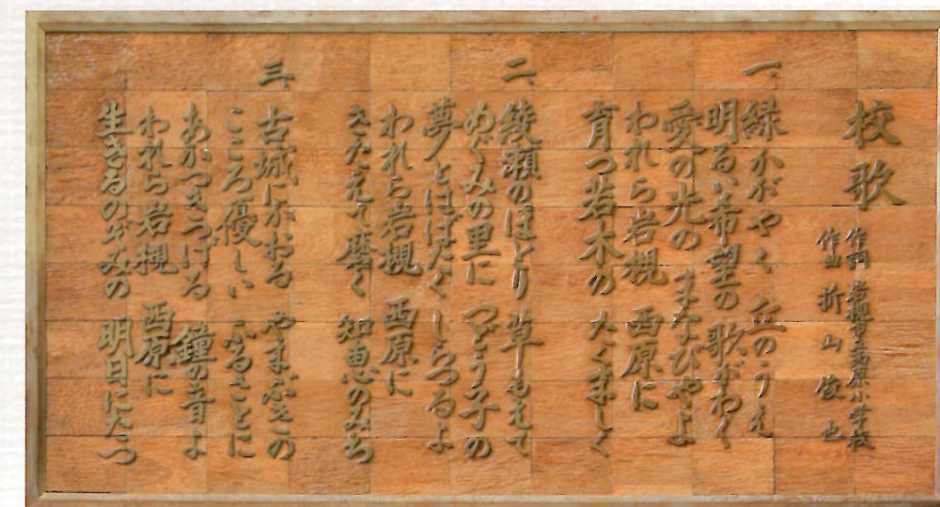 校歌
作詞 岩槻市立西原小学校
作曲 折山俊也
一、
緑かがやく 丘のうえ
明るい希望の 歌がわく
愛の光の まなびやよ
われら岩槻 西原に
育つ若木の たくましく
二、
綾瀬のほとり 草もえて
めぐみの里に つどう子の
夢ノとはばたく しらつるよ
われら岩槻 西原に
きたえて磨く 知恵のみち
三、
古城にかおる やまぶきの
こころ優しい ふるさとに
あかつきつげる 鐘の音よ
われら岩槻 西原に
生きるのぞみの 明日にたつ